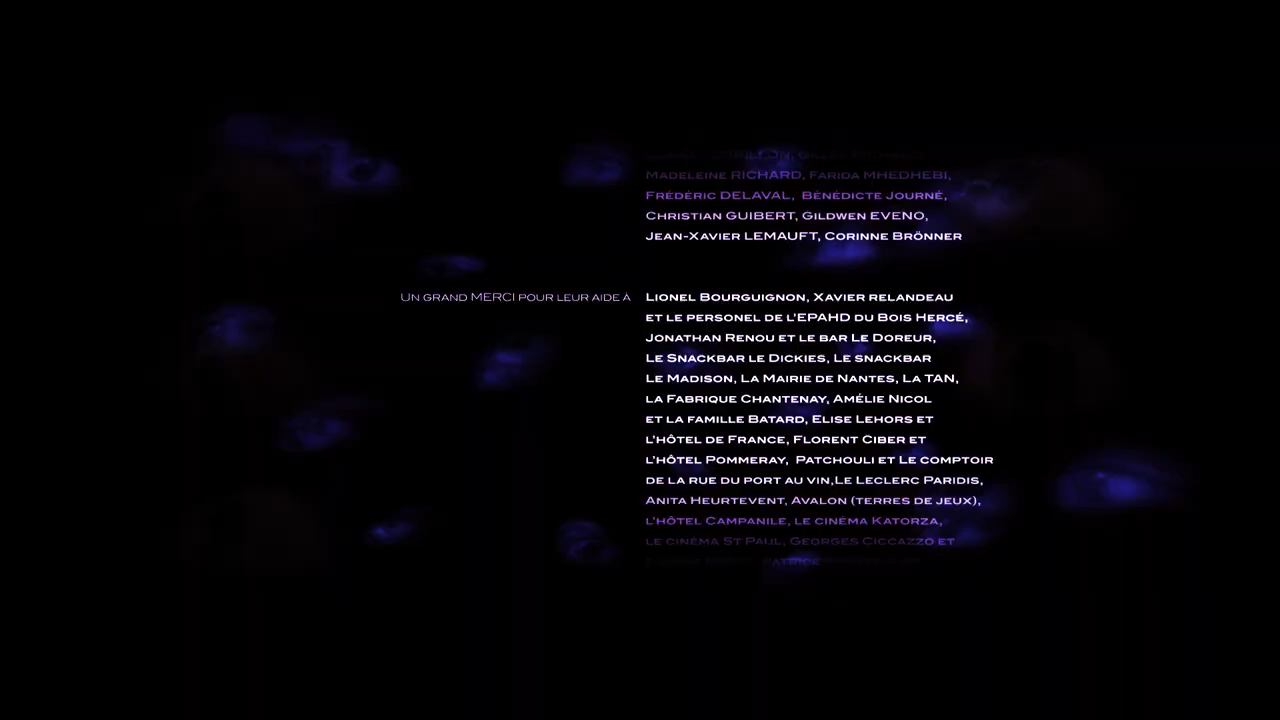 Madeleine RICHARD, Farida MHEDHEBI,
Frédéric DELAVAL, Bénédicte Journé,
Christian GUIBERT, Gildwen EVENO,
Jean-Xavier LEMAUFT, Corinne Brönner
Un grand MERCI pour leur aide à Lionel Bourguignon, Xavier relandeau
et le personel de l'EPAHD du Bois Hercé,
Jonathan Renou et le bar Le Doreur,
Le Snackbar le Dickies, Le snackbar
Le Madison, La Mairie de Nantes, La TAN,
la Fabrique Chantenay, Amélie Nicol
et la famille Batard, Elise Lehors et
l'hôtel de France, Florent Ciber et
l'hôtel Pommeray, Patchouli et Le comptoir
de la rue du port au vin,Le Leclerc Paridis,
Anita Heurtevent, Avalon (terres de jeux),
l'hôtel Campanile, le cinéma Katorza,
le cinéma St Paul, Georges Ciccazzo et
Patrick